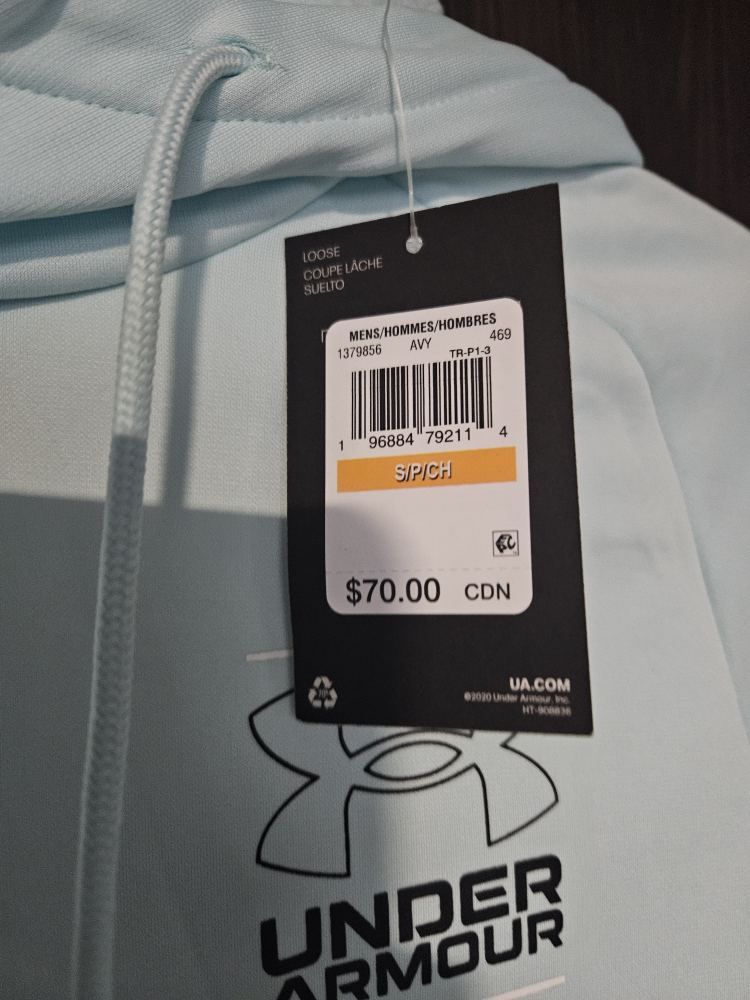 LOOSE
COUPE LÂCHE
SUELTO
MENS/HOMMES/HOMBRES
1379856 AVY 469
TR-P1-3
1 96884 79211 4
S/P/CH
$70.00 CDN
UA.COM
©2020 Under Armour, Inc.
HT-908836
UNDER
ARMOUR